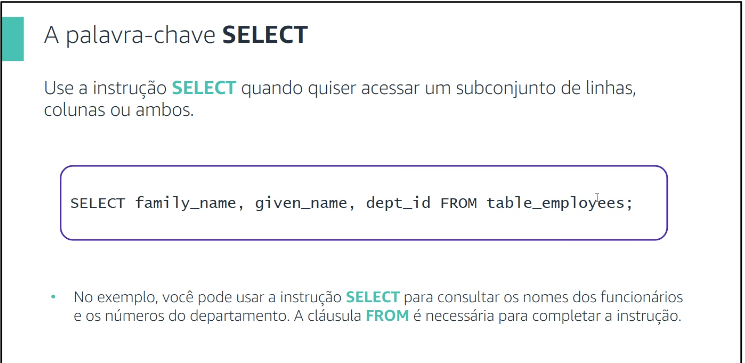 A palavra-chave SELECT
Use a instrução SELECT quando quiser acessar um subconjunto de linhas,
colunas ou ambos.
SELECT family_name, given_name, dept_id FROM table_employees;
• No exemplo, você pode usar a instrução SELECT para consultar os nomes dos funcionários
e os números do departamento. A cláusula FROM é necessária para completar a instrução.